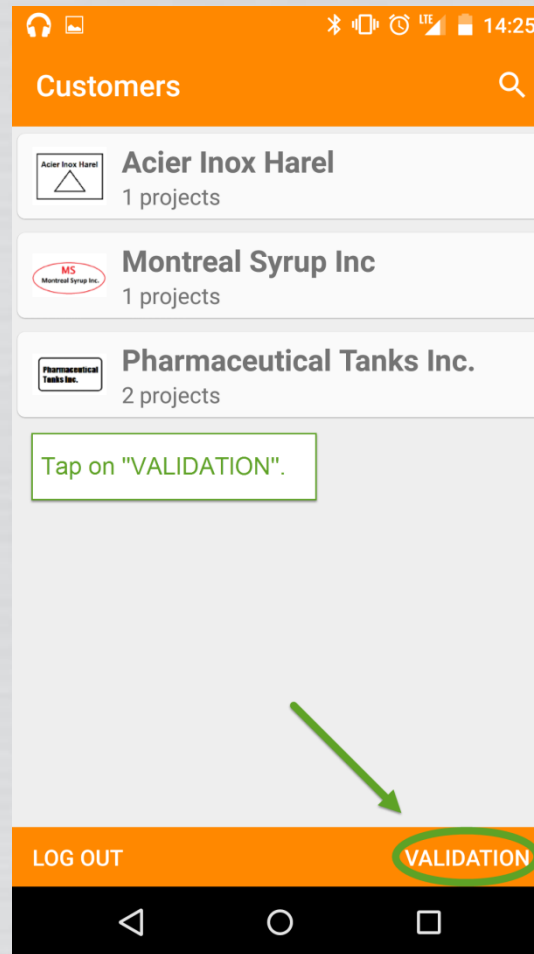 LTE 14:25
Customers
Acier Inox Harel
Acier Inox Harel
1 projects
MS
Montreal Syrup Inc.
Montreal Syrup Inc
1 projects
Pharmaceutical
Tanks Inc.
Pharmaceutical Tanks Inc.
2 projects
Tap on "VALIDATION".
LOG OUT VALIDATION